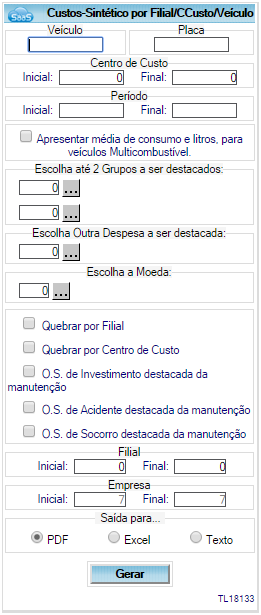 SaaS Custos-Sintético por Filial/CCusto/Veículo
Veículo Placa
Centro de Custo
Inicial: 0 Final: 0
Período
Inicial: Final:
Apresentar média de consumo e litros, para
veículos Multicombustível.
Escolha até 2 Grupos a ser destacados:
0 ...
0 ...
Escolha Outra Despesa a ser destacada:
0 ...
Escolha a Moeda:
0 ...
Quebrar por Filial
Quebrar por Centro de Custo
O.S. de Investimento destacada da
manutenção
O.S. de Acidente destacada da manutenção
O.S. de Socorro destacada da manutenção
Filial
Inicial: 0 Final: 0
Empresa
Inicial: 7 Final: 7
Saída para...
PDF Excel Texto
Gerar
TL18133